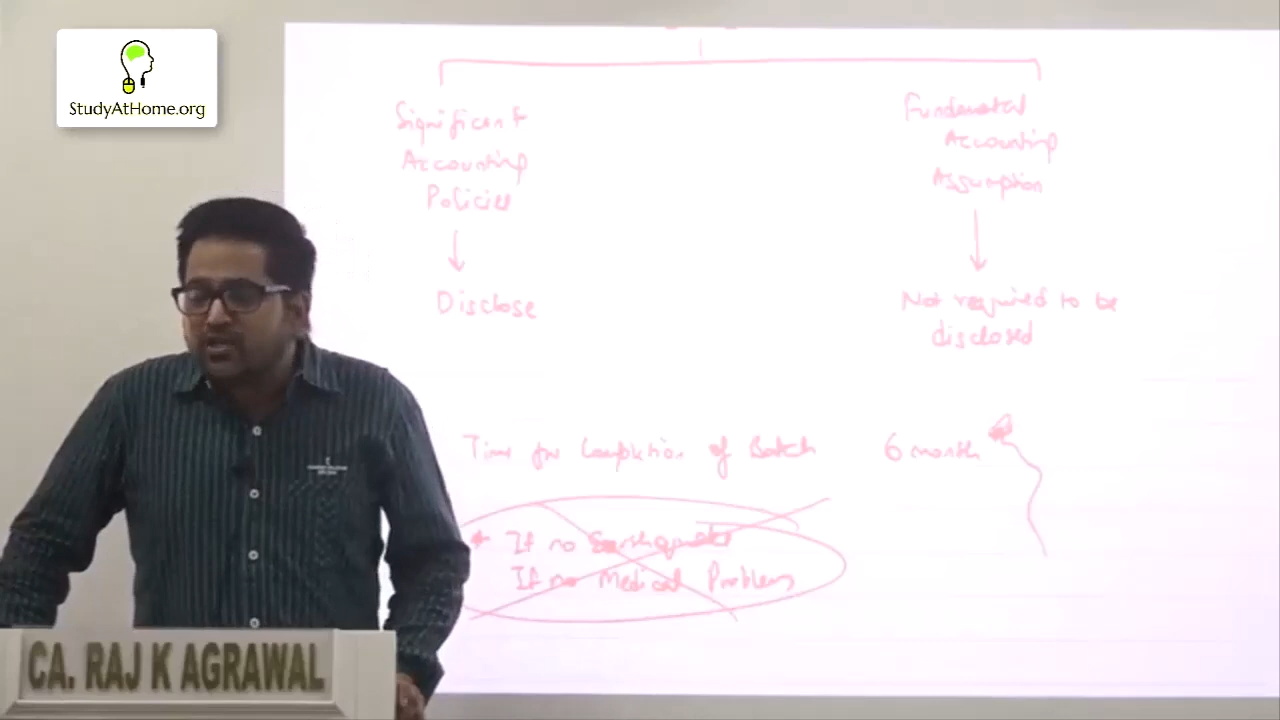 StudyAtHome.org
Significant
Accounting
Policies
Disclose
Fundamental
Accounting
Assumption
Not required to be
disclosed
Time for Completion of Batch 6 month
* If no Earthquake
If no Medical Problems
CA. RAJ K AGRAWAL